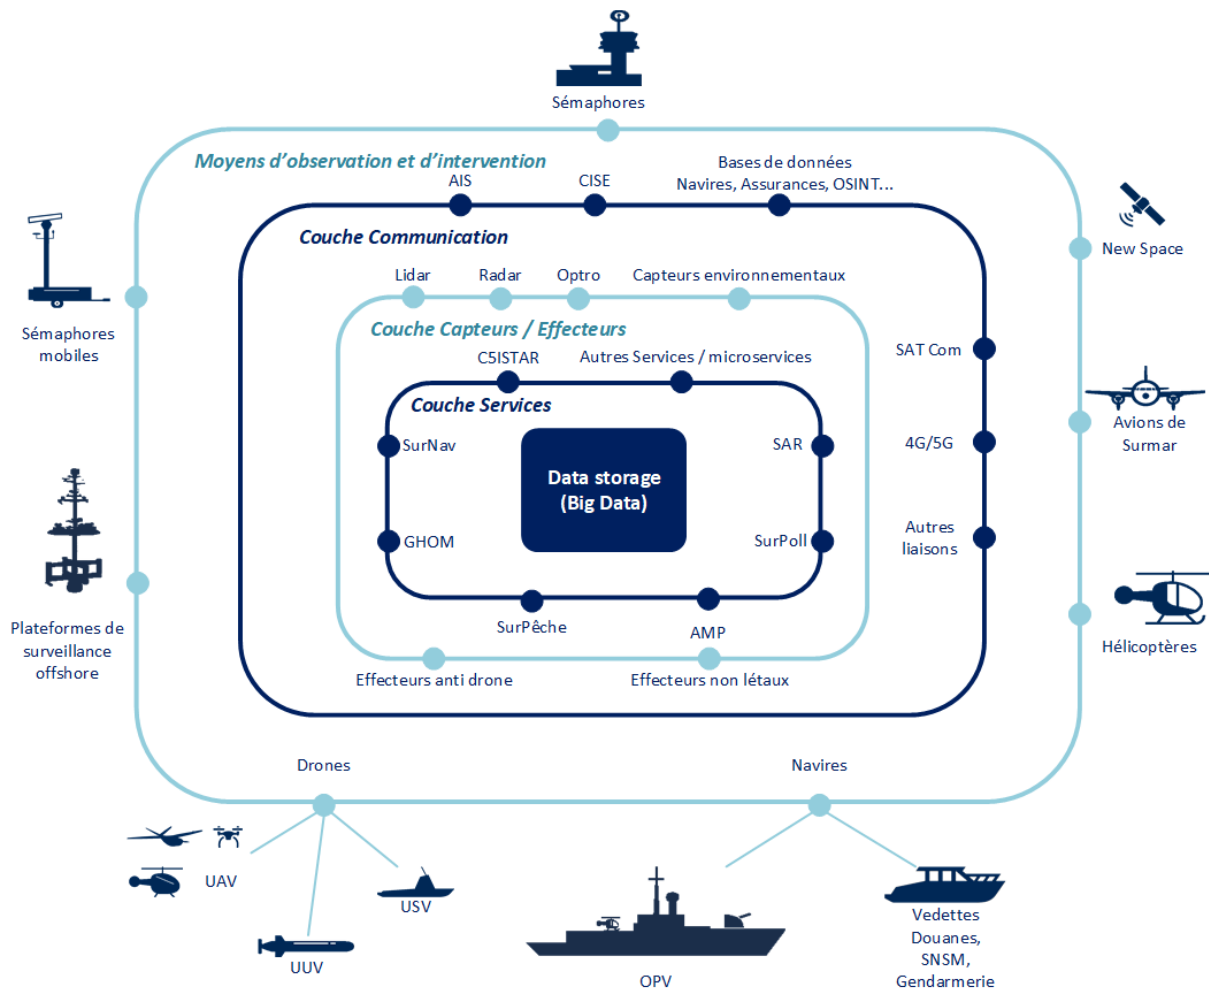 Sémaphores
Moyens d'observation et d'intervention
Bases de données
Navires, Assurances, OSINT...
AIS
CISE
Couche Communication
New Space
Lidar
Radar
Optro
Capteurs environnementaux
Sémaphores
mobiles
Couche Capteurs / Effecteurs
SAT Com
C5ISTAR
Autres Services / microservices
Couche Services
Avions de
Surmar
SurNav
SAR
4G/5G
Data storage
(Big Data)
Autres
liaisons
GHOM
SurPoll
SurPêche
AMP
Plateformes de
surveillance
offshore
Hélicoptères
Effecteurs anti drone
Effecteurs non létaux
Drones
Navires
UAV
USV
UUV
OPV
Vedettes
Douanes,
SNSM,
Gendarmerie